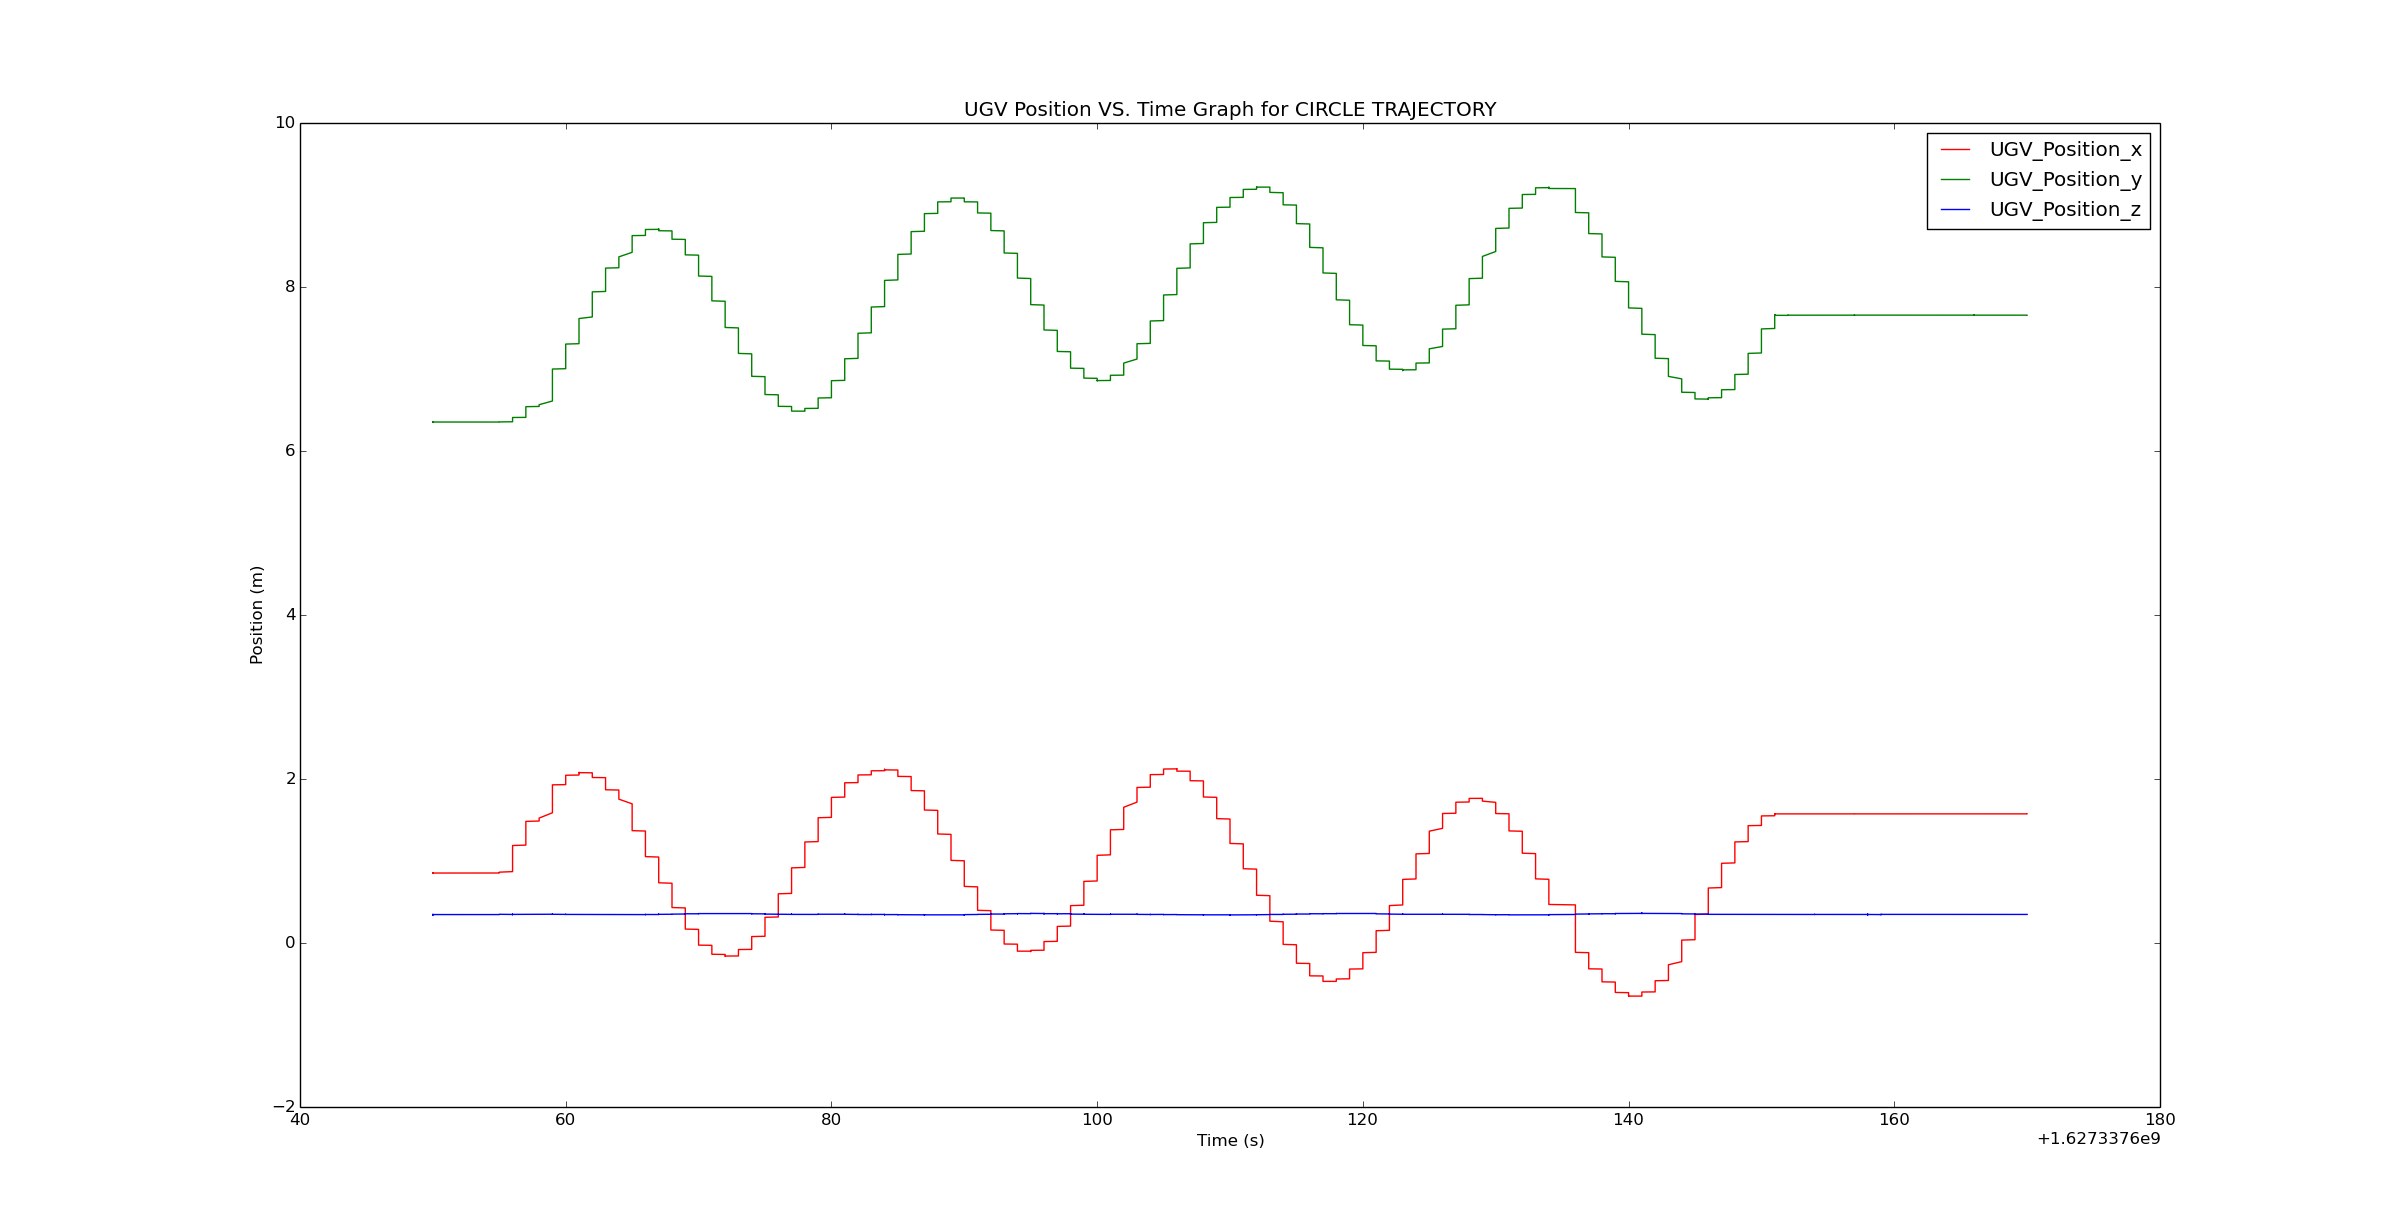 UGV Position VS. Time Graph for CIRCLE TRAJECTORY
10
8
6
4
2
0
−2
Position (m)
UGV_Position_x
UGV_Position_y
UGV_Position_z
40 60 80 100 120 140 160 180
Time (s)
+1.6273376e9